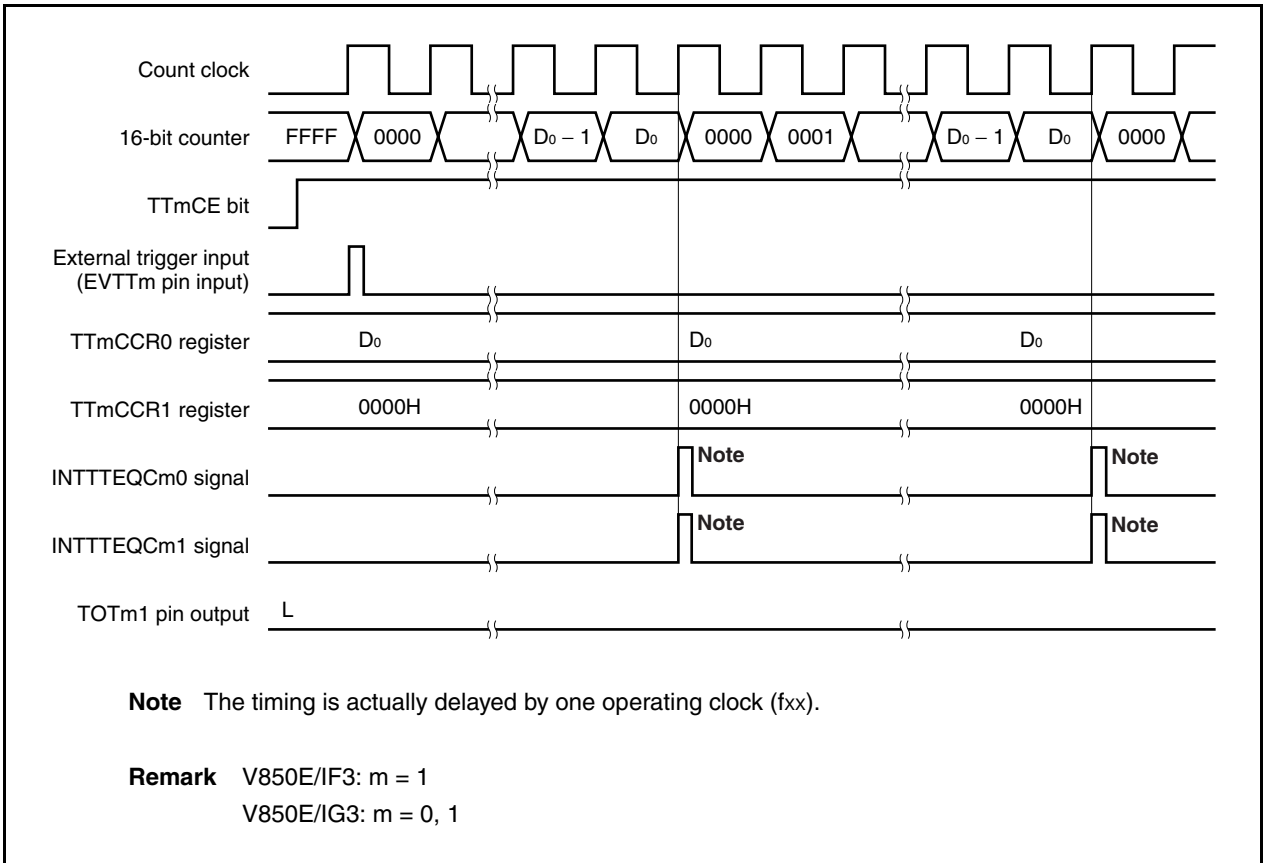 Count clock
16-bit counter FFFF 0000 D0 − 1 D0 0000 0001 D0 − 1 D0 0000
TTmCE bit
External trigger input
(EVTTm pin input)
TTmCCR0 register D0 D0 D0
TTmCCR1 register 0000H 0000H 0000H
INTTTEQCm0 signal Note Note
INTTTEQCm1 signal Note Note
TOTm1 pin output L
Note The timing is actually delayed by one operating clock (fxx).
Remark V850E/IF3: m = 1
V850E/IG3: m = 0, 1